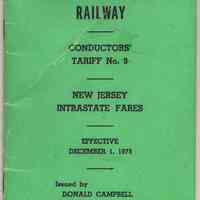 RAILWAY
CONDUCTORS'
TARIFF No. 9
NEW JERSEY
INTRASTATE FARES
EFFECTIVE
DECEMBER 1, 1975
Issued by
DONALD CAMPBELL